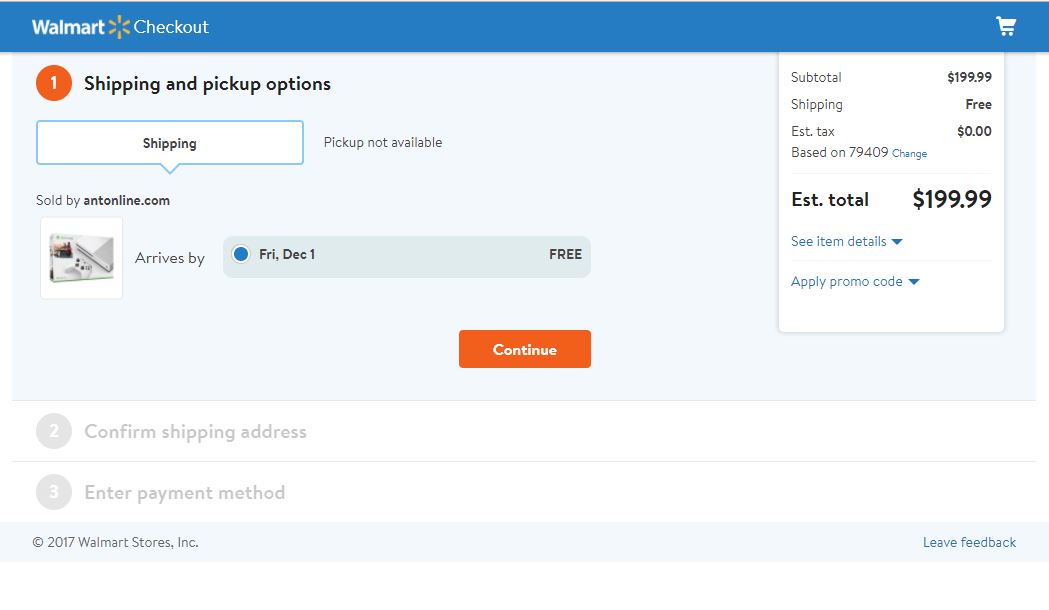 Walmart Checkout
1 Shipping and pickup options
Shipping
Pickup not available
Sold by antonline.com
Arrives by
Fri, Dec 1
FREE
Continue
Subtotal $199.99
Shipping Free
Est. tax $0.00
Based on 79409 Change
Est. total $199.99
See item details
Apply promo code
2 Confirm shipping address
3 Enter payment method
© 2017 Walmart Stores, Inc.
Leave feedback